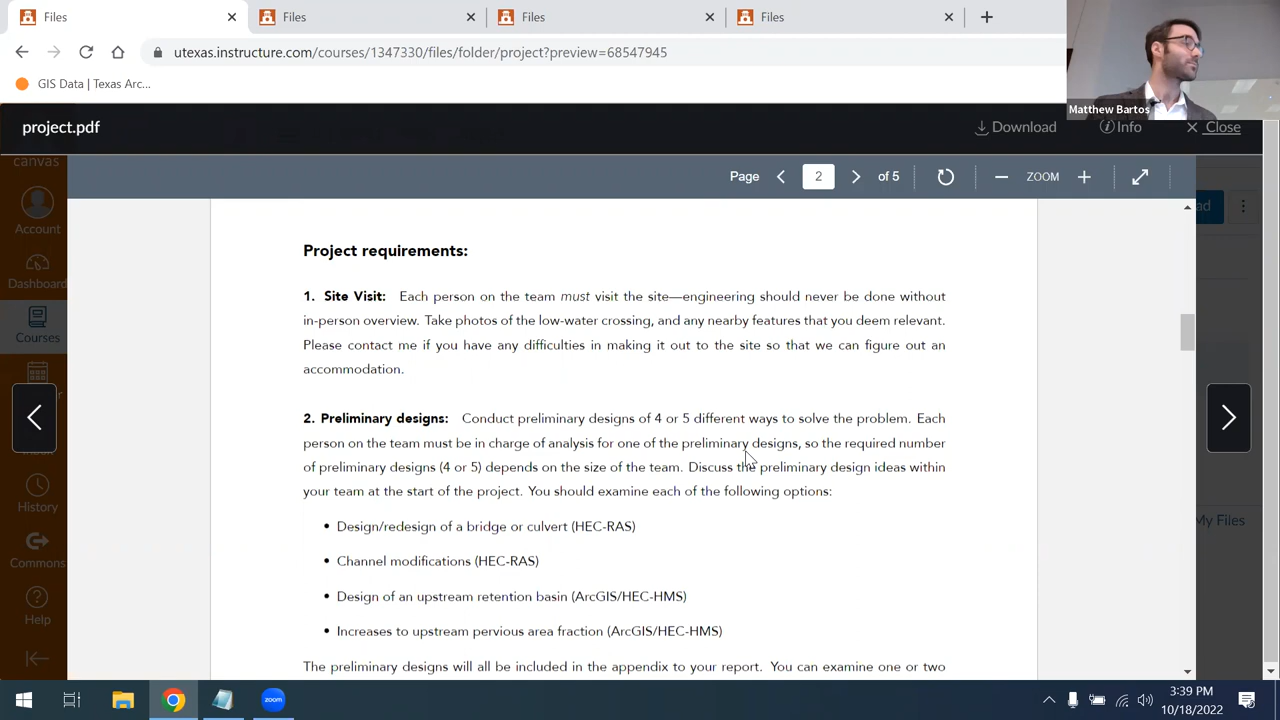 Files
Files
Files
Files
utexas.instructure.com/courses/1347330/files/folder/project?preview=68547945
GIS Data | Texas Arc...
Matthew Bartos
project.pdf
Download
Info
Close
canvas
Page
2
of 5
ZOOM
Account
Dashboard
Courses
History
Commons
Help
My Files
Project requirements:
1. Site Visit: Each person on the team must visit the site—engineering should never be done without
in-person overview. Take photos of the low-water crossing, and any nearby features that you deem relevant.
Please contact me if you have any difficulties in making it out to the site so that we can figure out an
accommodation.
2. Preliminary designs: Conduct preliminary designs of 4 or 5 different ways to solve the problem. Each
person on the team must be in charge of analysis for one of the preliminary designs, so the required number
of preliminary designs (4 or 5) depends on the size of the team. Discuss the preliminary design ideas within
your team at the start of the project. You should examine each of the following options:
• Design/redesign of a bridge or culvert (HEC-RAS)
• Channel modifications (HEC-RAS)
• Design of an upstream retention basin (ArcGIS/HEC-HMS)
• Increases to upstream pervious area fraction (ArcGIS/HEC-HMS)
The preliminary designs will all be included in the appendix to your report. You can examine one or two
zoom
3:39 PM
10/18/2022